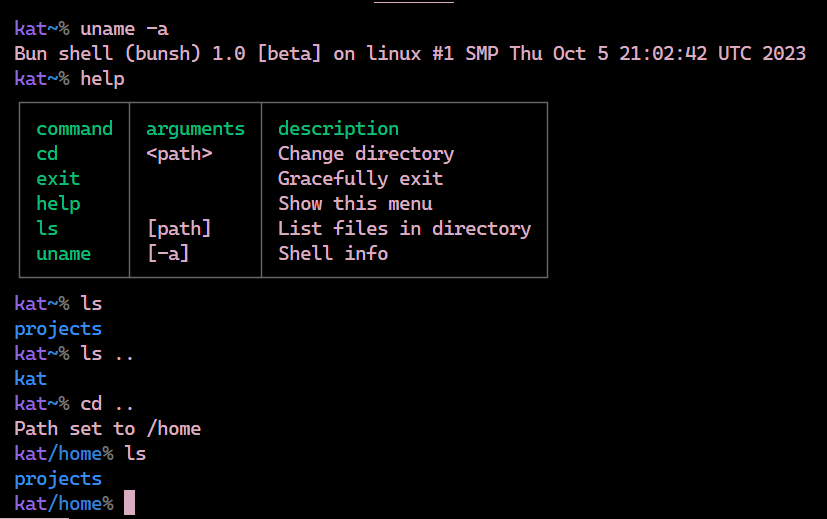 kat~% uname -a
Bun shell (bunsh) 1.0 [beta] on linux #1 SMP Thu Oct 5 21:02:42 UTC 2023
kat~% help
command arguments description
cd <path> Change directory
exit Gracefully exit
help Show this menu
ls [path] List files in directory
uname [-a] Shell info
kat~% ls
projects
kat~% ls ..
kat
kat~% cd ..
Path set to /home
kat/home% ls
projects
kat/home%